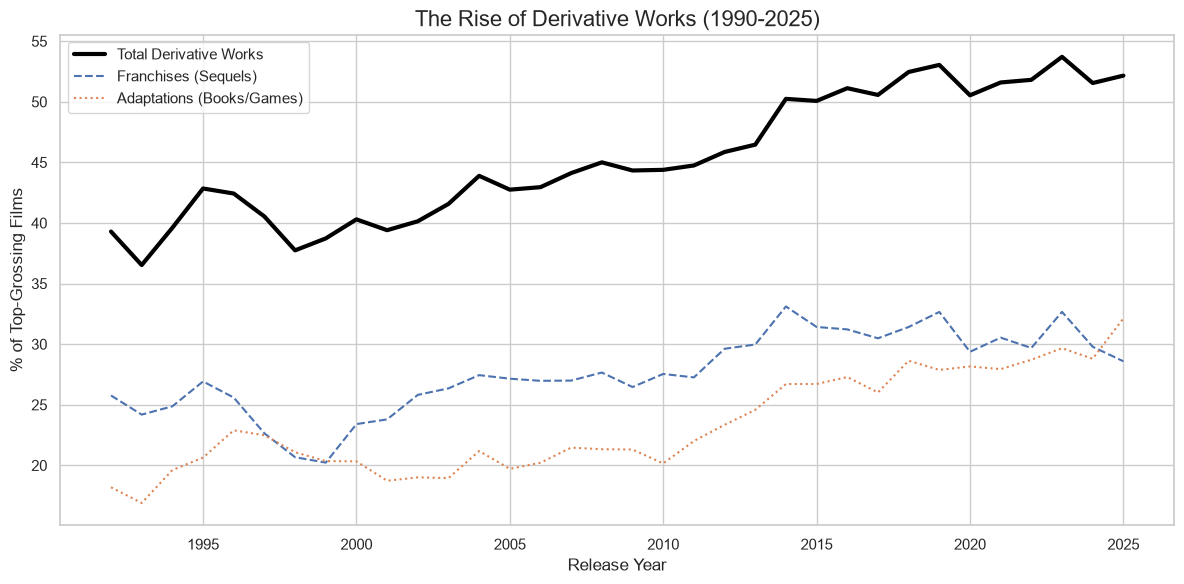 The Rise of Derivative Works (1990-2025)
Total Derivative Works
Franchises (Sequels)
Adaptations (Books/Games)
% of Top-Grossing Films
55
50
45
40
35
30
25
20
1995
2000
2005
2010
2015
2020
2025
Release Year